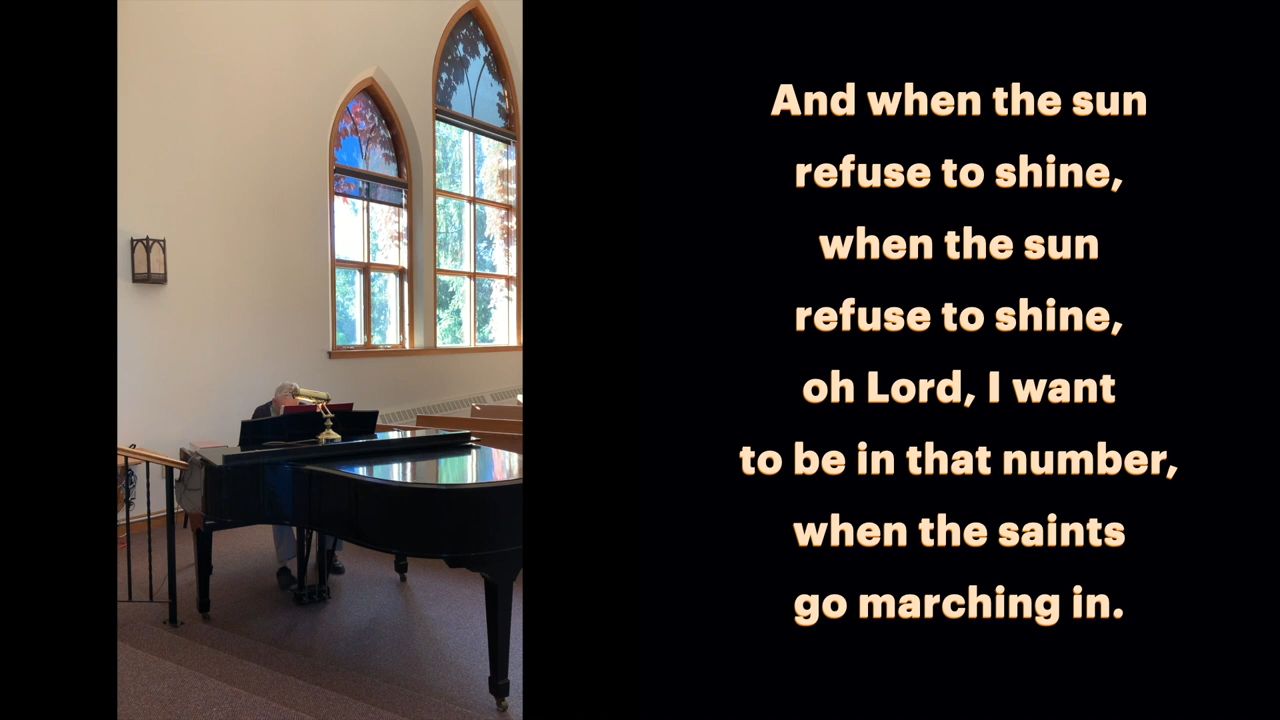 And when the sun
refuse to shine,
when the sun
refuse to shine,
oh Lord, I want
to be in that number,
when the saints
go marching in.